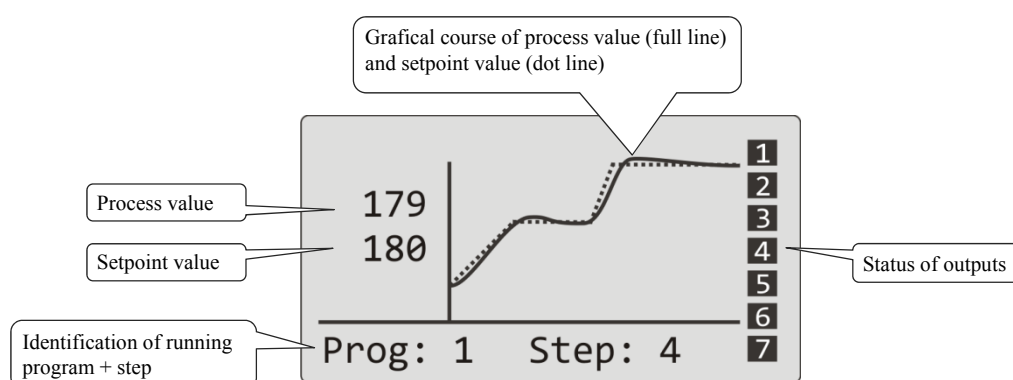 Grafical course of process value (full line)
and setpoint value (dot line)
Process value
179
Setpoint value
180
1
2
3
4
5
6
7
Status of outputs
Identification of running
program + step
Prog: 1 Step: 4